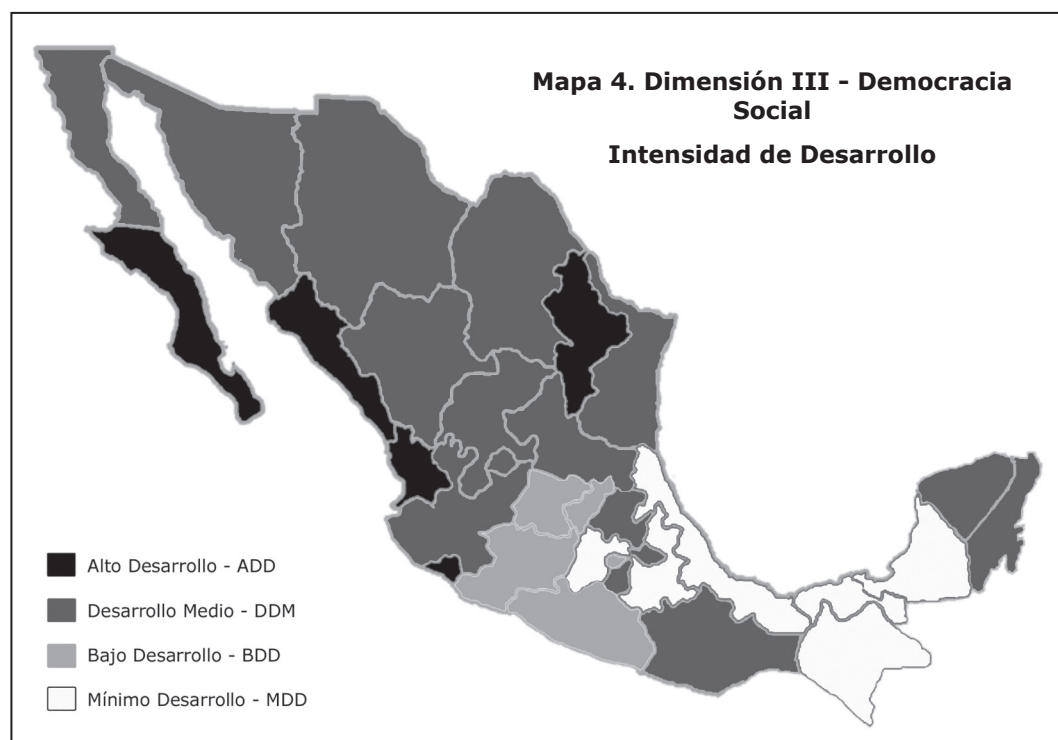 Mapa 4. Dimensión III - Democracia
Social
Intensidad de Desarrollo
Alto Desarrollo - ADD
Desarrollo Medio - DDM
Bajo Desarrollo - BDD
Mínimo Desarrollo - MDD